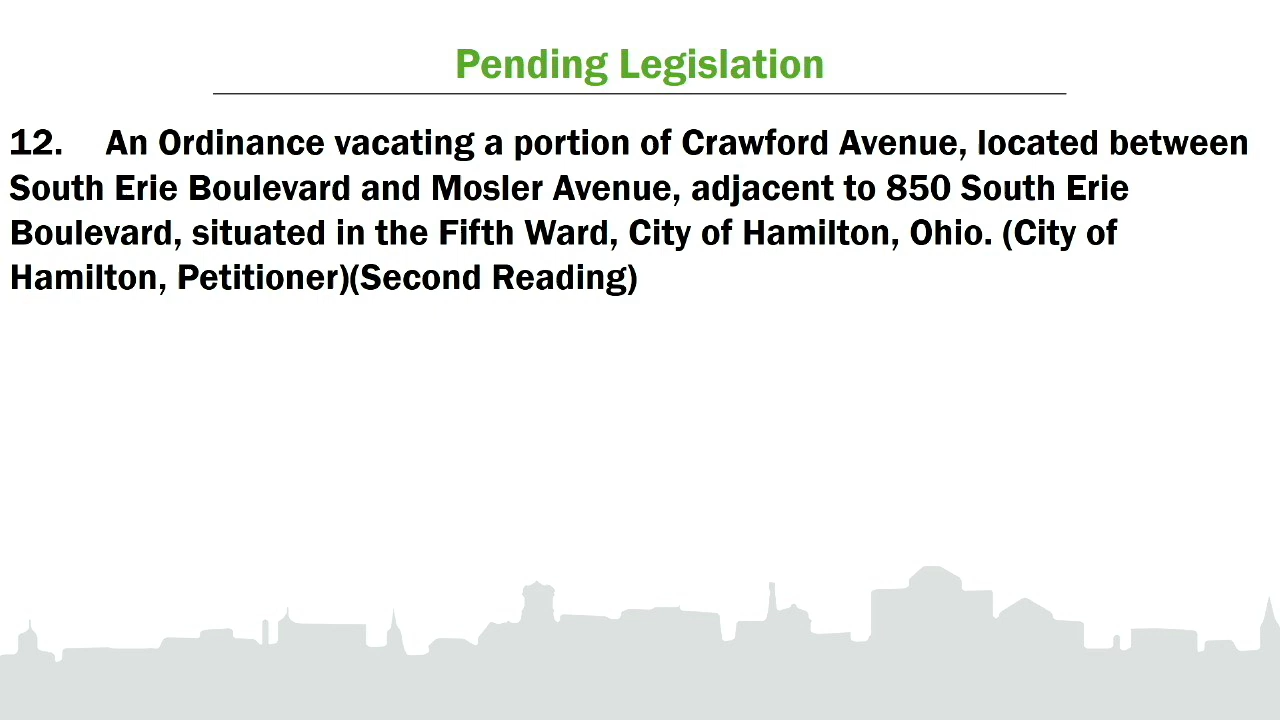 Pending Legislation
12. An Ordinance vacating a portion of Crawford Avenue, located between
South Erie Boulevard and Mosler Avenue, adjacent to 850 South Erie
Boulevard, situated in the Fifth Ward, City of Hamilton, Ohio. (City of
Hamilton, Petitioner)(Second Reading)